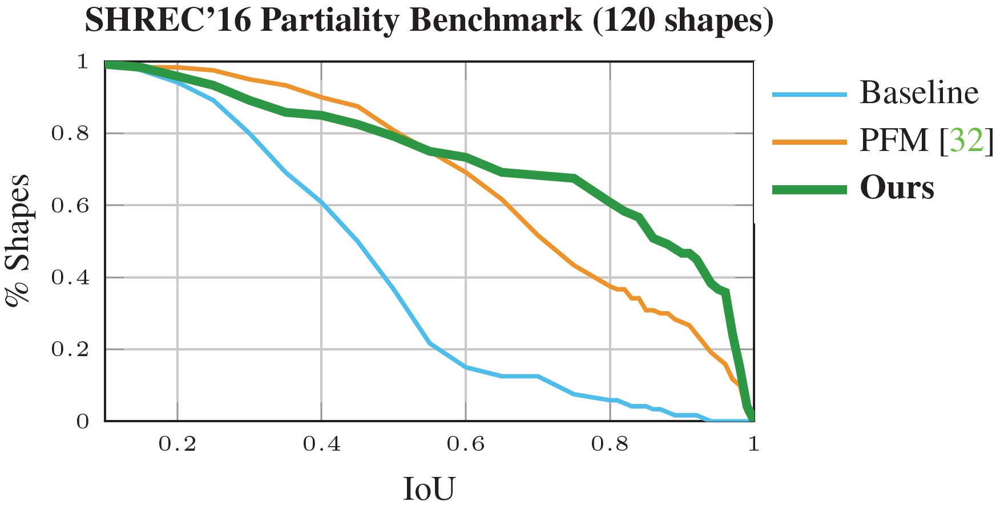 SHREC’16 Partiality Benchmark (120 shapes)
1
0.8
0.6
0.4
0.2
0
% Shapes
0.2 0.4 0.6 0.8 1
IoU
Baseline
PFM [32]
Ours